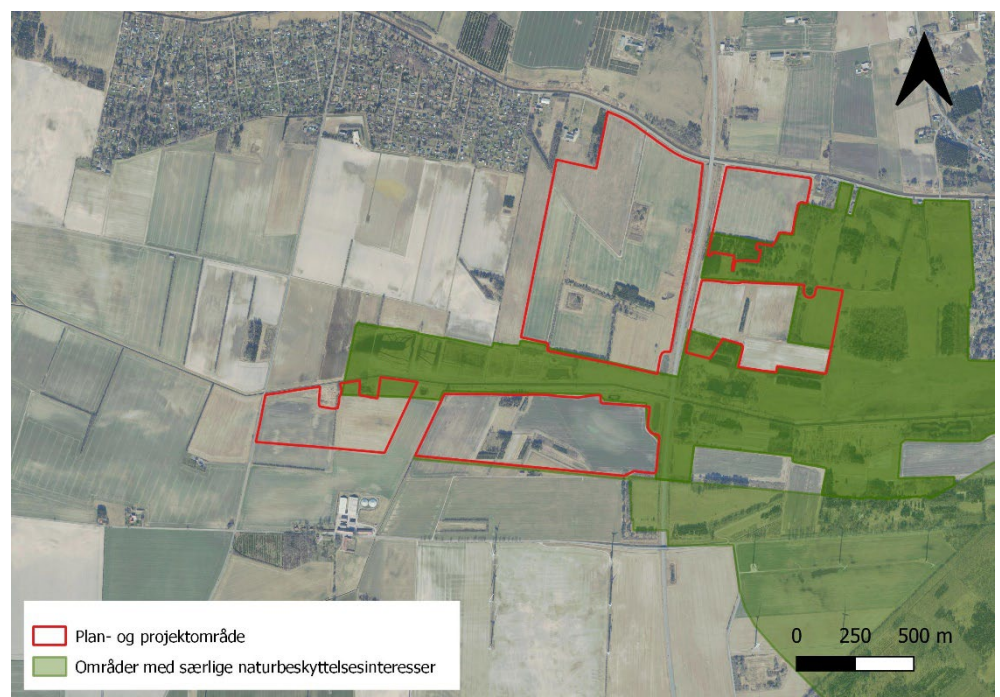 Plan- og projektområde
Områder med særlige naturbeskyttelsesinteresser
0 250 500 m